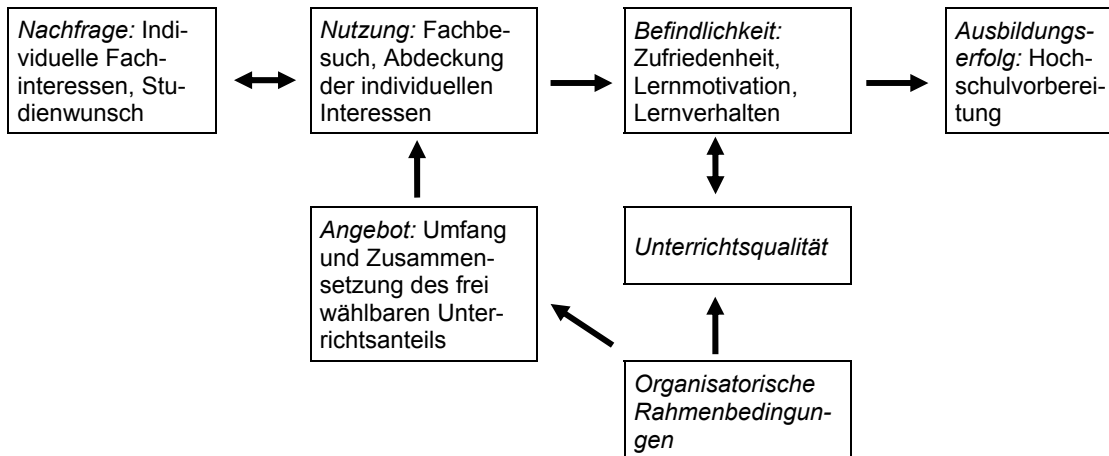 Nachfrage: Indi-
viduelle Fach-
interessen, Stu-
dienwunsch
Nutzung: Fachbe-
such, Abdeckung
der individuellen
Interessen
Befindlichkeit:
Zufriedenheit,
Lernmotivation,
Lernverhalten
Ausbildungs-
erfolg: Hoch-
schulvorberei-
tung
Angebot: Umfang
und Zusammen-
setzung des frei
wählbaren Unter-
richtsanteils
Unterrichtsqualität
Organisatorische
Rahmenbedingun-
gen